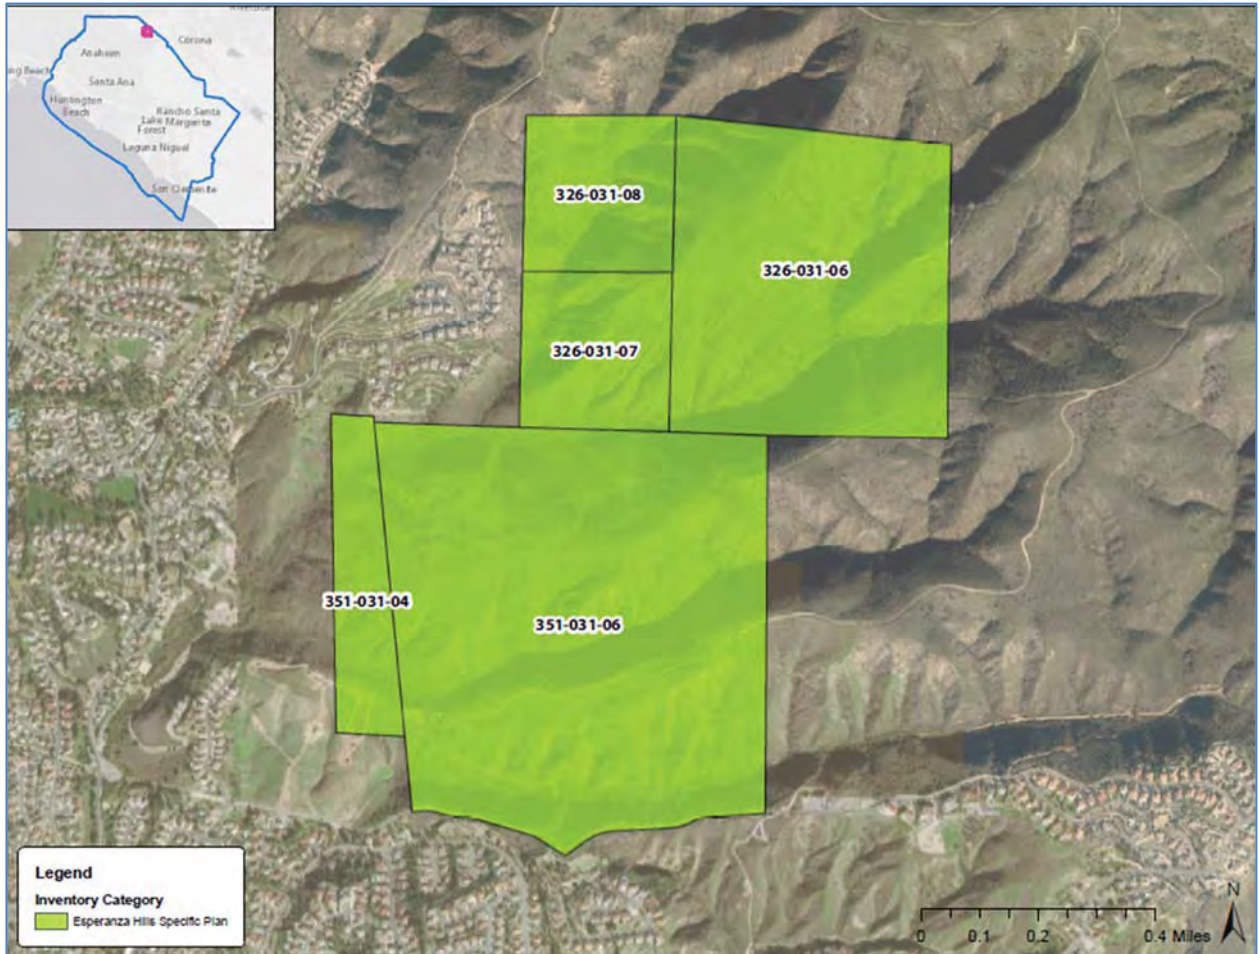 Corona
Anaheim
ng Beach
Santa Ana
Huntington
Beach
Rancho Santa
Lake Margarita
Forest
Laguna Niguel
San Clemente
326-031-08
326-031-06
326-031-07
351-031-04
351-031-06
Legend
Inventory Category
Esperanza Hills Specific Plan
N
0 0.1 0.2 0.4 Miles